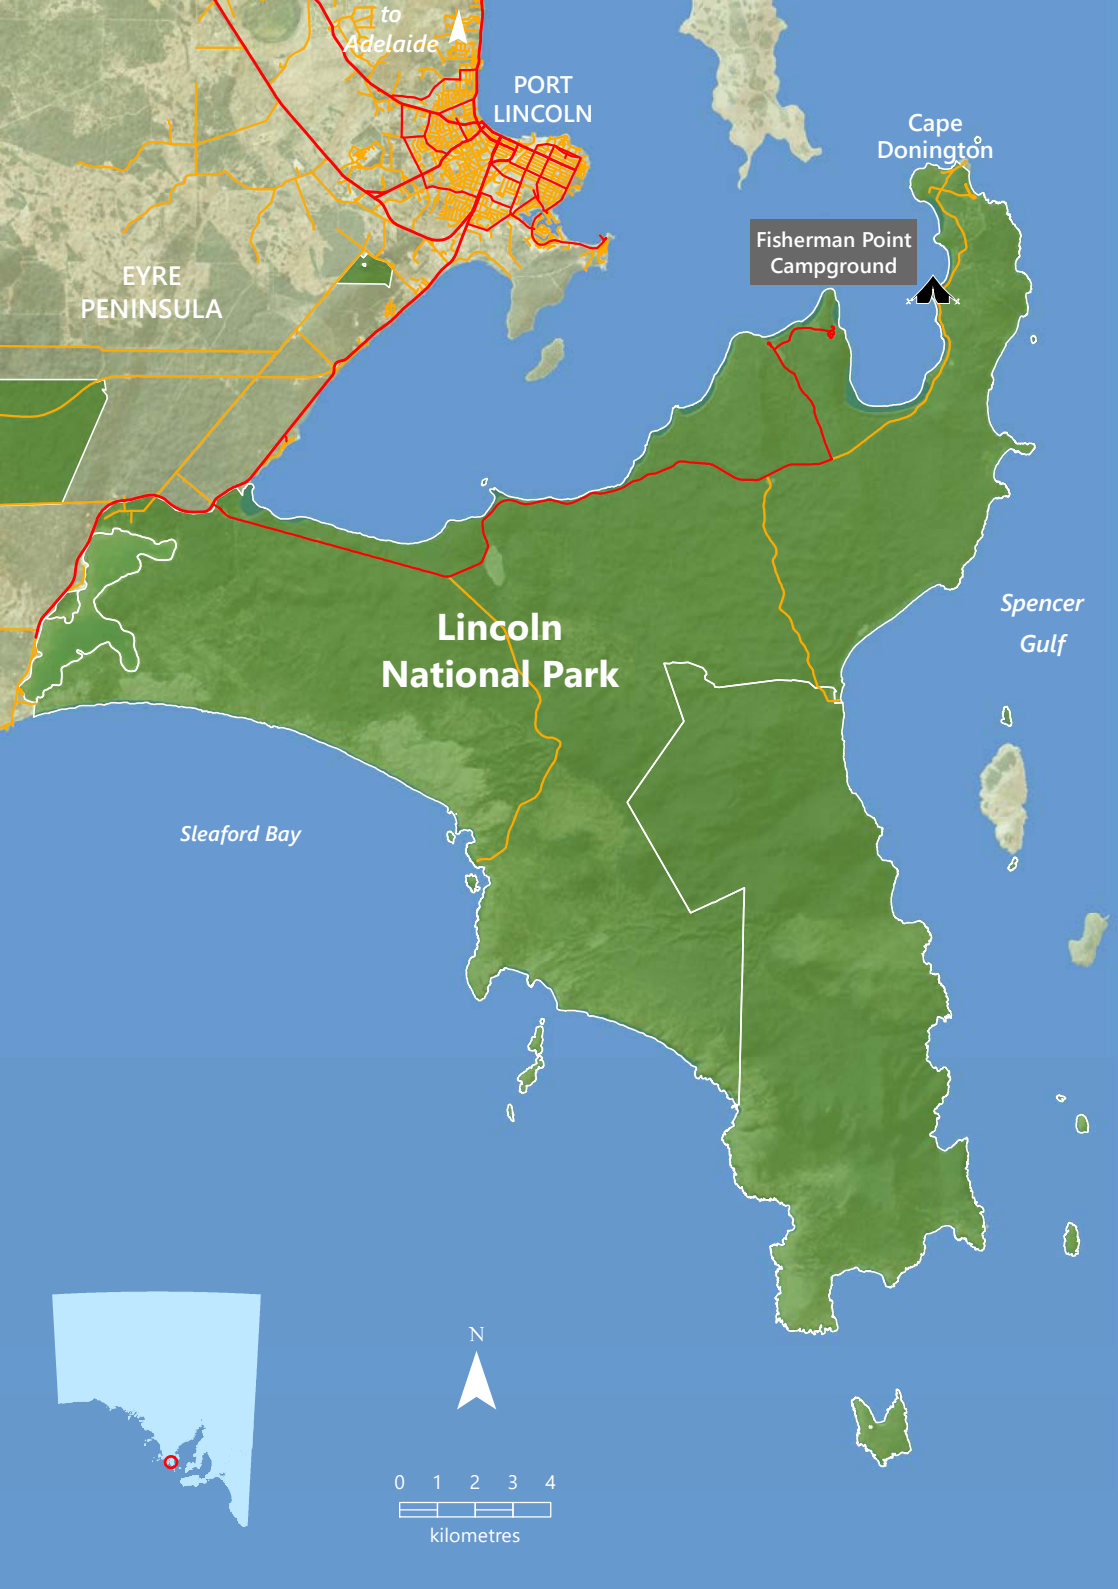 to
Adelaide
PORT
LINCOLN
Cape
Donington
Fisherman Point
Campground
EYRE
PENINSULA
Spencer
Gulf
Lincoln
National Park
Sleaford Bay
N
0 1 2 3 4
kilometres